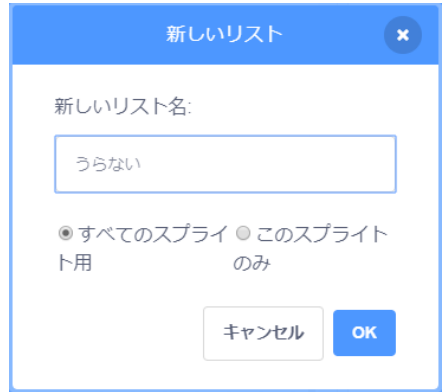 新しいリスト
新しいリスト名:
うらない
すべてのスプライ
ト用
このスプライト
のみ
キャンセル
OK